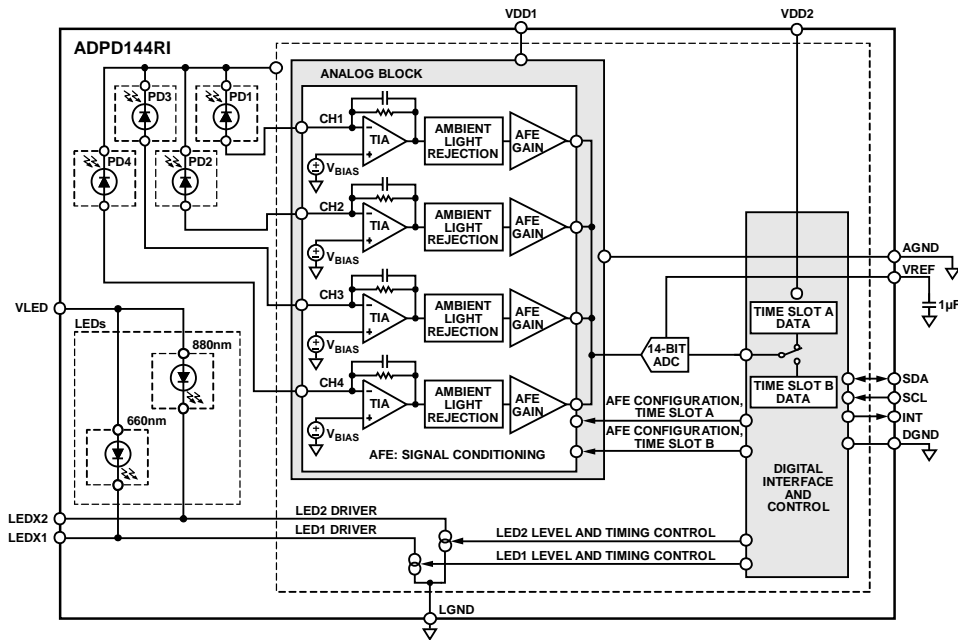 VDD1
VDD2
ADPD144RI
ANALOG BLOCK
PD3
PD1
PD4
PD2
CH1
TIA
VBIAS
AMBIENT
LIGHT
REJECTION
AFE
GAIN
CH2
TIA
VBIAS
AMBIENT
LIGHT
REJECTION
AFE
GAIN
CH3
TIA
VBIAS
AMBIENT
LIGHT
REJECTION
AFE
GAIN
CH4
TIA
VBIAS
AMBIENT
LIGHT
REJECTION
AFE
GAIN
AFE: SIGNAL CONDITIONING
VLED
LEDs
880nm
660nm
14-BIT
ADC
TIME SLOT A
DATA
TIME SLOT B
DATA
AFE CONFIGURATION,
TIME SLOT A
AFE CONFIGURATION,
TIME SLOT B
DIGITAL
INTERFACE
AND
CONTROL
AGND
VREF
1µF
SDA
SCL
INT
DGND
LEDX2
LEDX1
LED2 DRIVER
LED1 DRIVER
LED2 LEVEL AND TIMING CONTROL
LED1 LEVEL AND TIMING CONTROL
LGND